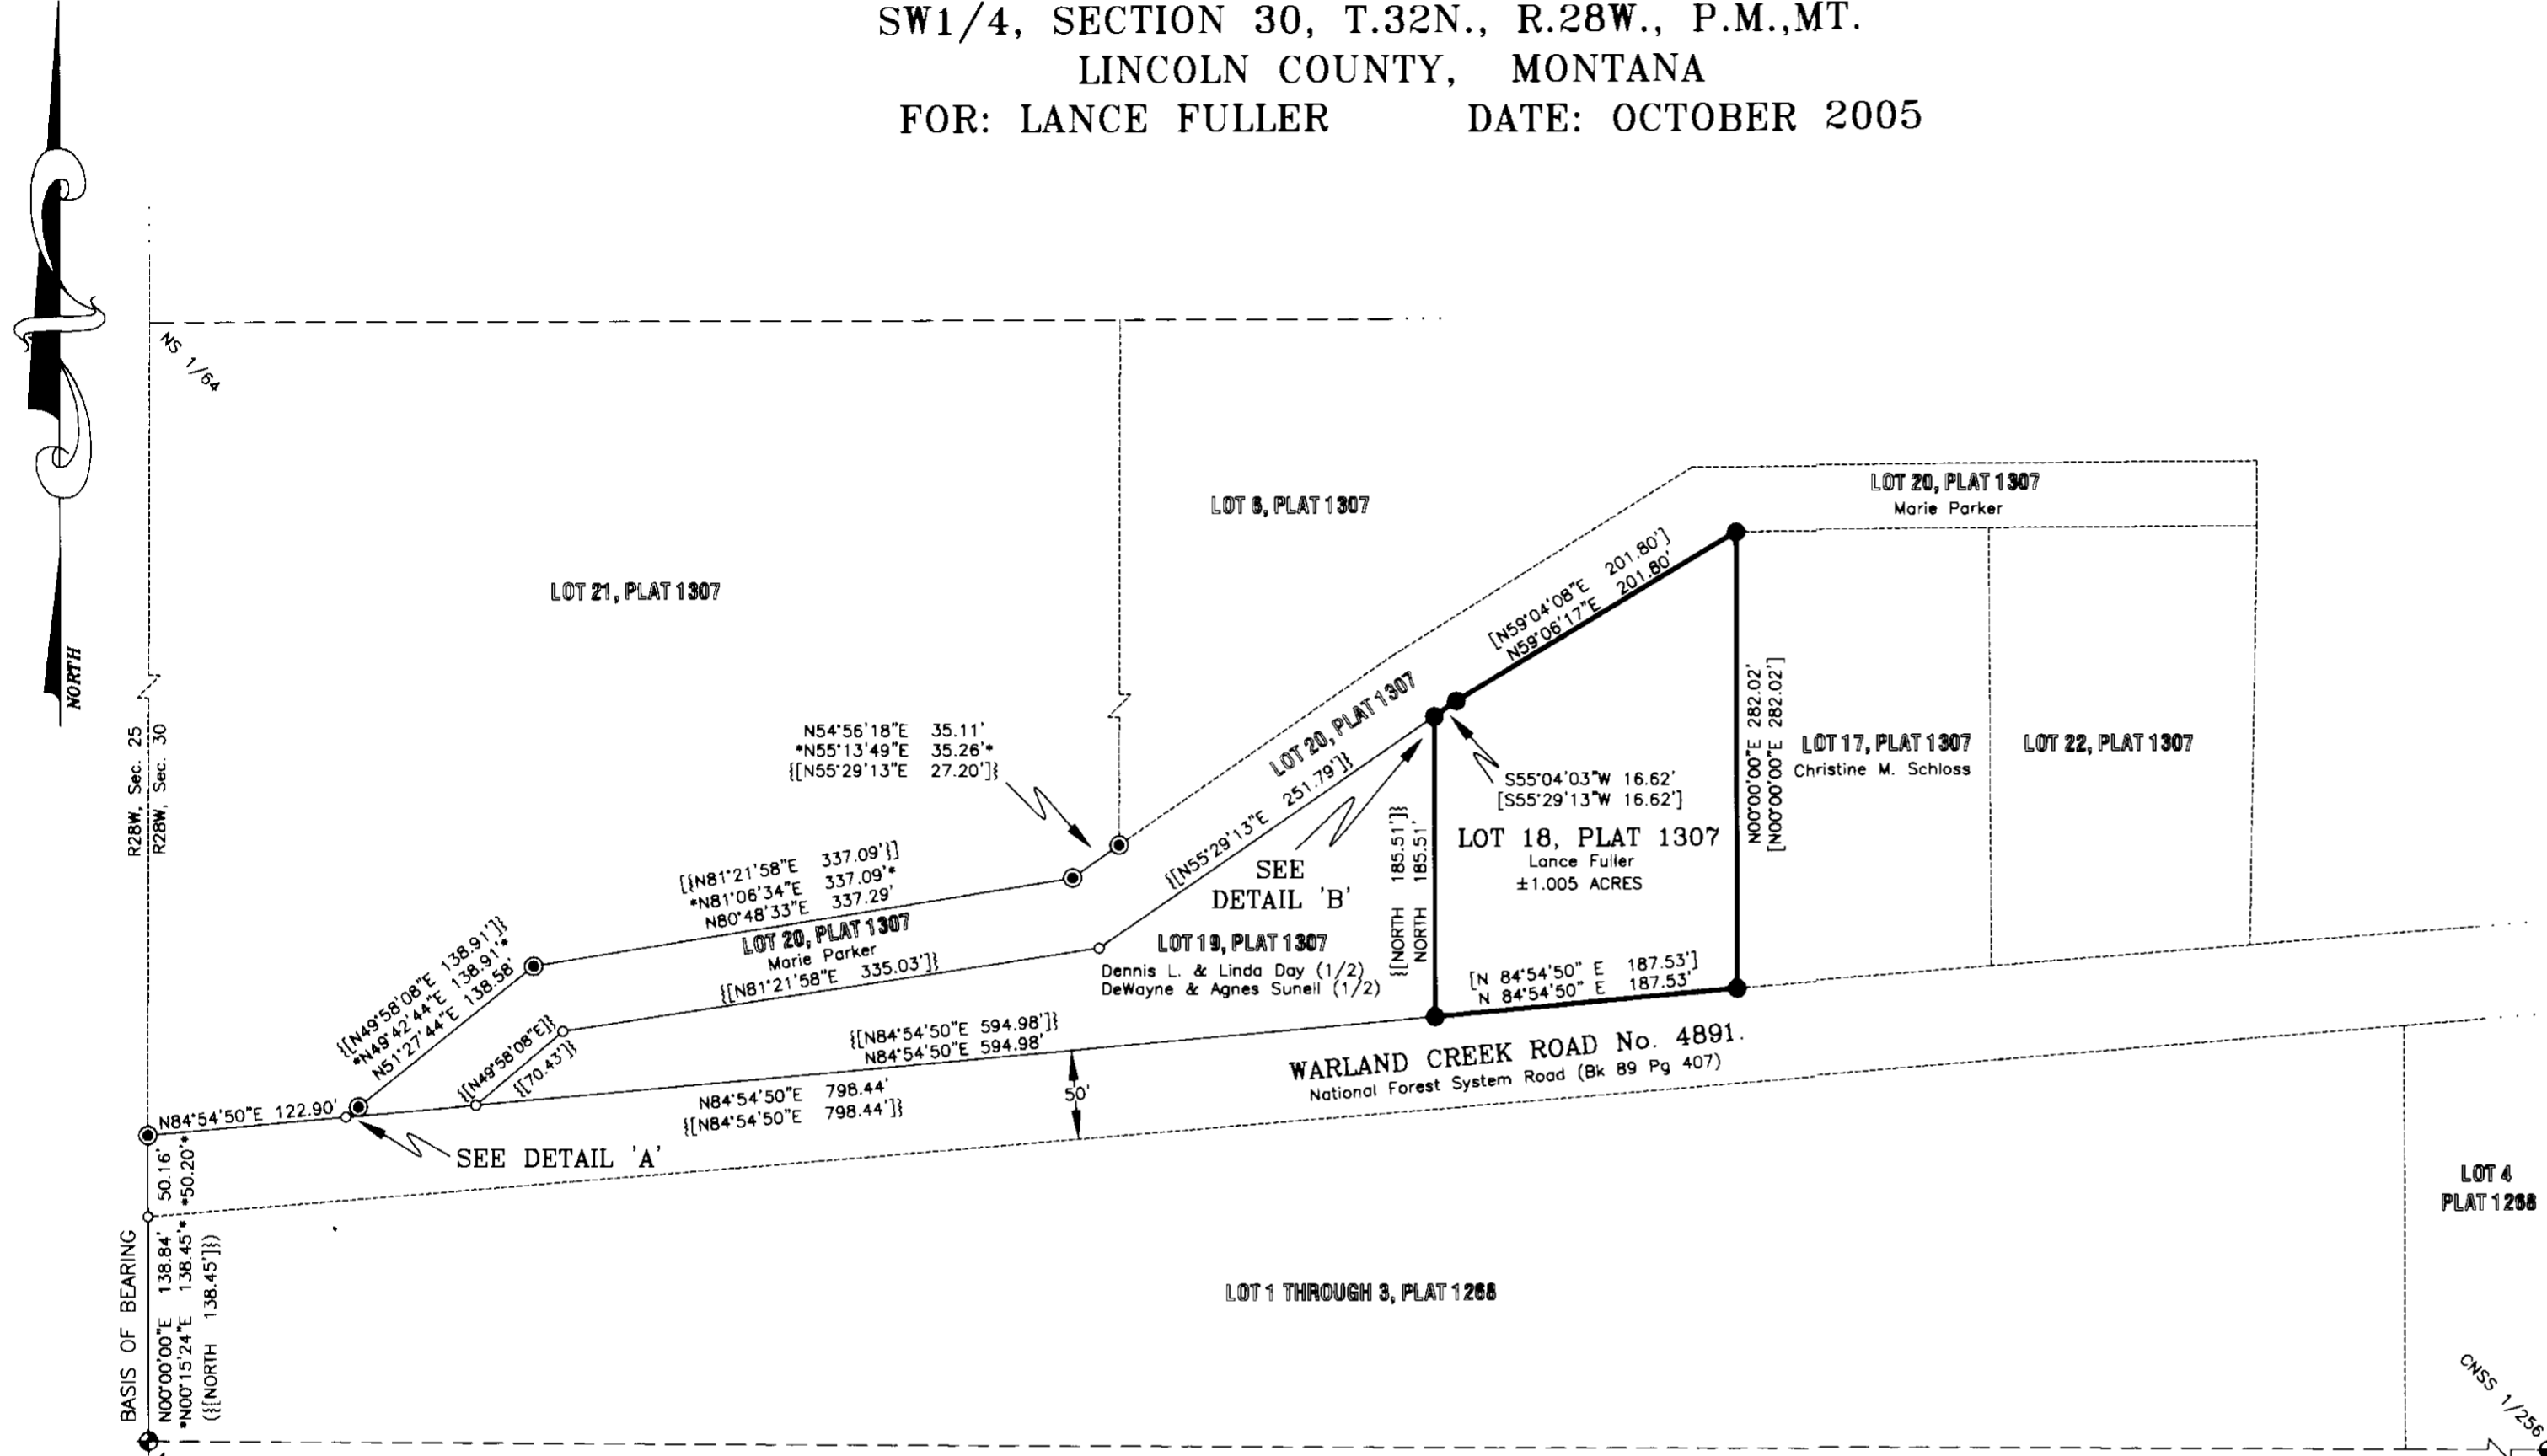 SW1/4, SECTION 30, T.32N., R.28W., P.M.,MT.
LINCOLN COUNTY, MONTANA
FOR: LANCE FULLER DATE: OCTOBER 2005
NORTH
NS 1/64
R28W, Sec. 25
R28W, Sec. 30
LOT 21, PLAT 1307
LOT 6, PLAT 1307
LOT 20, PLAT 1307
Marie Parker
[N59°04'08"E 201.80']
N59°06'17"E 201.80'
N54°56'18"E 35.11'
*N55°13'49"E 35.26'*
{[N55°29'13"E 27.20']}
LOT 20, PLAT 1307
{[N55°29'13"E 251.79']}
SEE
DETAIL 'B'
S55°04'03"W 16.62'
[S55°29'13"W 16.62']
LOT 18, PLAT 1307
Lance Fuller
±1.005 ACRES
{[NORTH 185.51']}
NORTH 185.51'
N00°00'00"E 282.02'
[N00°00'00"E 282.02']
LOT 17, PLAT 1307
Christine M. Schloss
LOT 22, PLAT 1307
[{N81°21'58"E 337.09'}]
*N81°06'34"E 337.09'*
N80°48'33"E 337.29'
LOT 20, PLAT 1307
Marie Parker
{[N81°21'58"E 335.03']}
LOT 19, PLAT 1307
Dennis L. & Linda Day (1/2)
DeWayne & Agnes Sunell (1/2)
[N 84°54'50" E 187.53']
N 84°54'50" E 187.53'
{[N49°58'08"E 138.91']}
*N49°42'44"E 138.91'*
N51°27'44"E 138.58'
{[N49°58'08"E]}
{[70.43']}
{[N84°54'50"E 594.98']}
N84°54'50"E 594.98'
WARLAND CREEK ROAD No. 4891.
National Forest System Road (Bk 89 Pg 407)
N84°54'50"E 122.90'
N84°54'50"E 798.44'
{[N84°54'50"E 798.44']}
50'
SEE DETAIL 'A'
50.16'
*50.20'*
BASIS OF BEARING
N00°00'00"E 138.84'
*N00°15'24"E 138.45'*
({[NORTH 138.45']})
LOT 1 THROUGH 3, PLAT 1268
LOT 4
PLAT 1268
CNSS 1/256